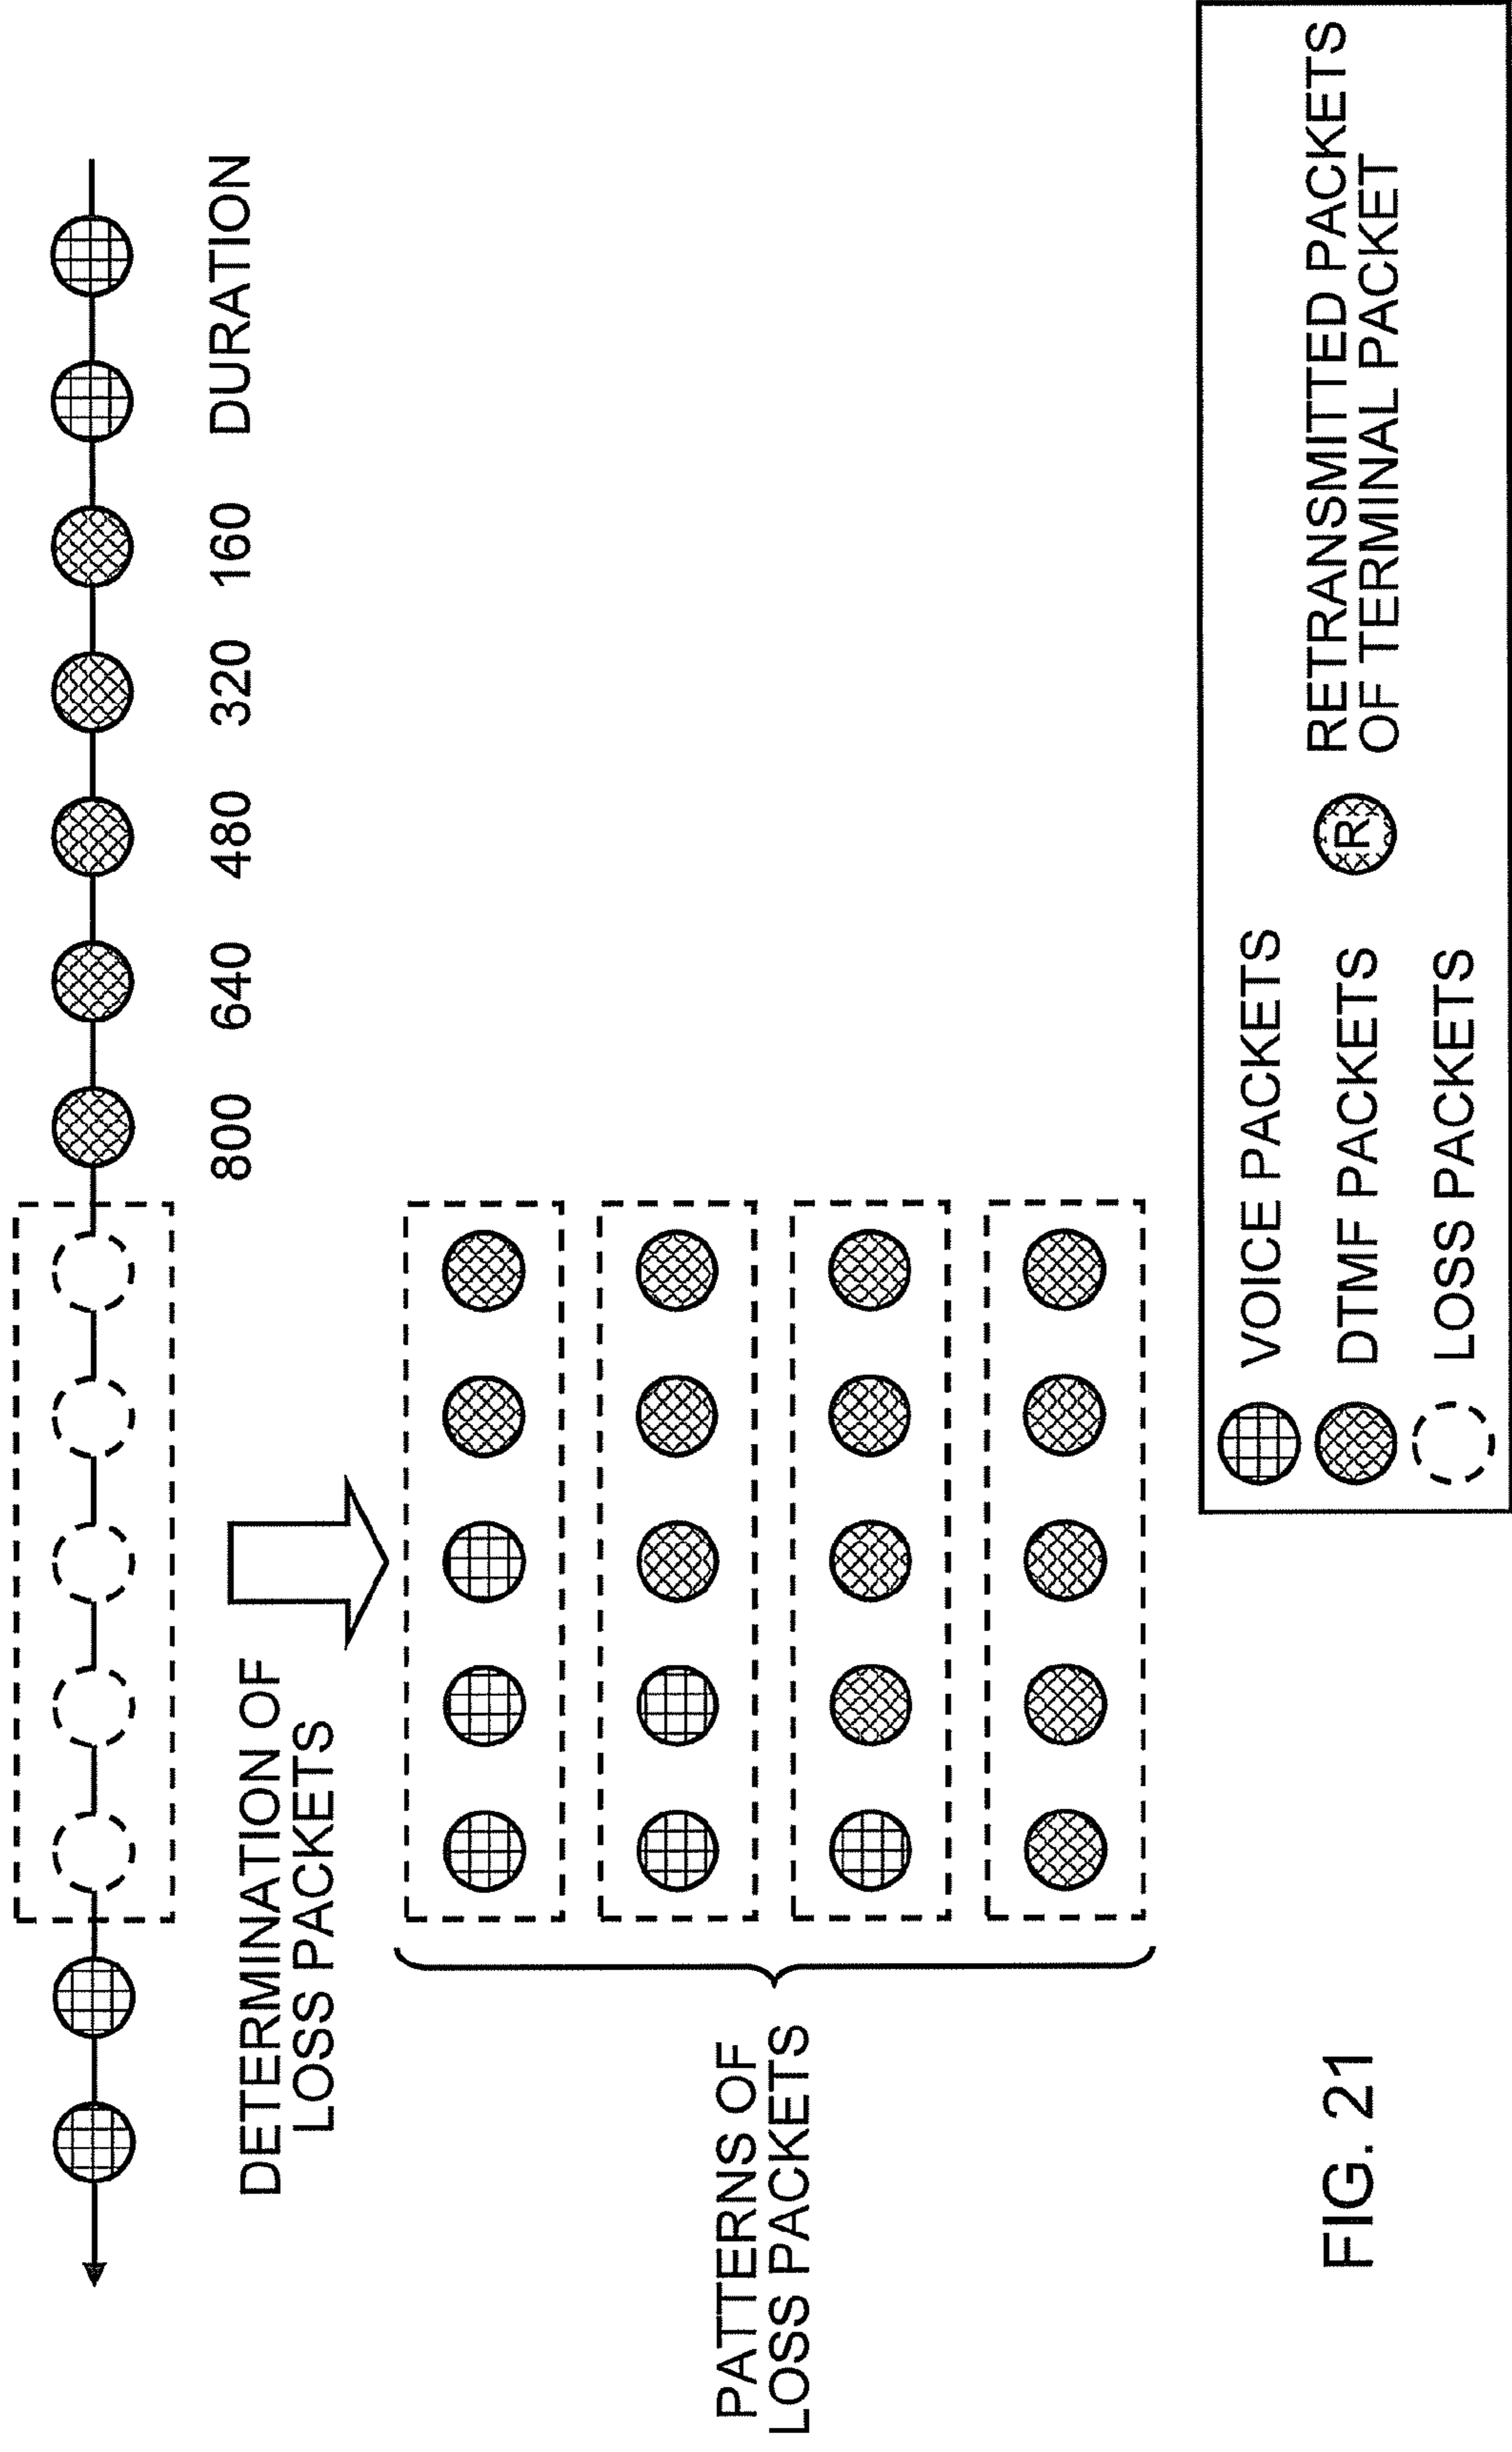 800 640 480 320 160 DURATION
DETERMINATION OF
LOSS PACKETS
PATTERNS OF
LOSS PACKETS
VOICE PACKETS
DTMF PACKETS
R RETRANSMITTED PACKETS
OF TERMINAL PACKET
LOSS PACKETS
FIG. 21